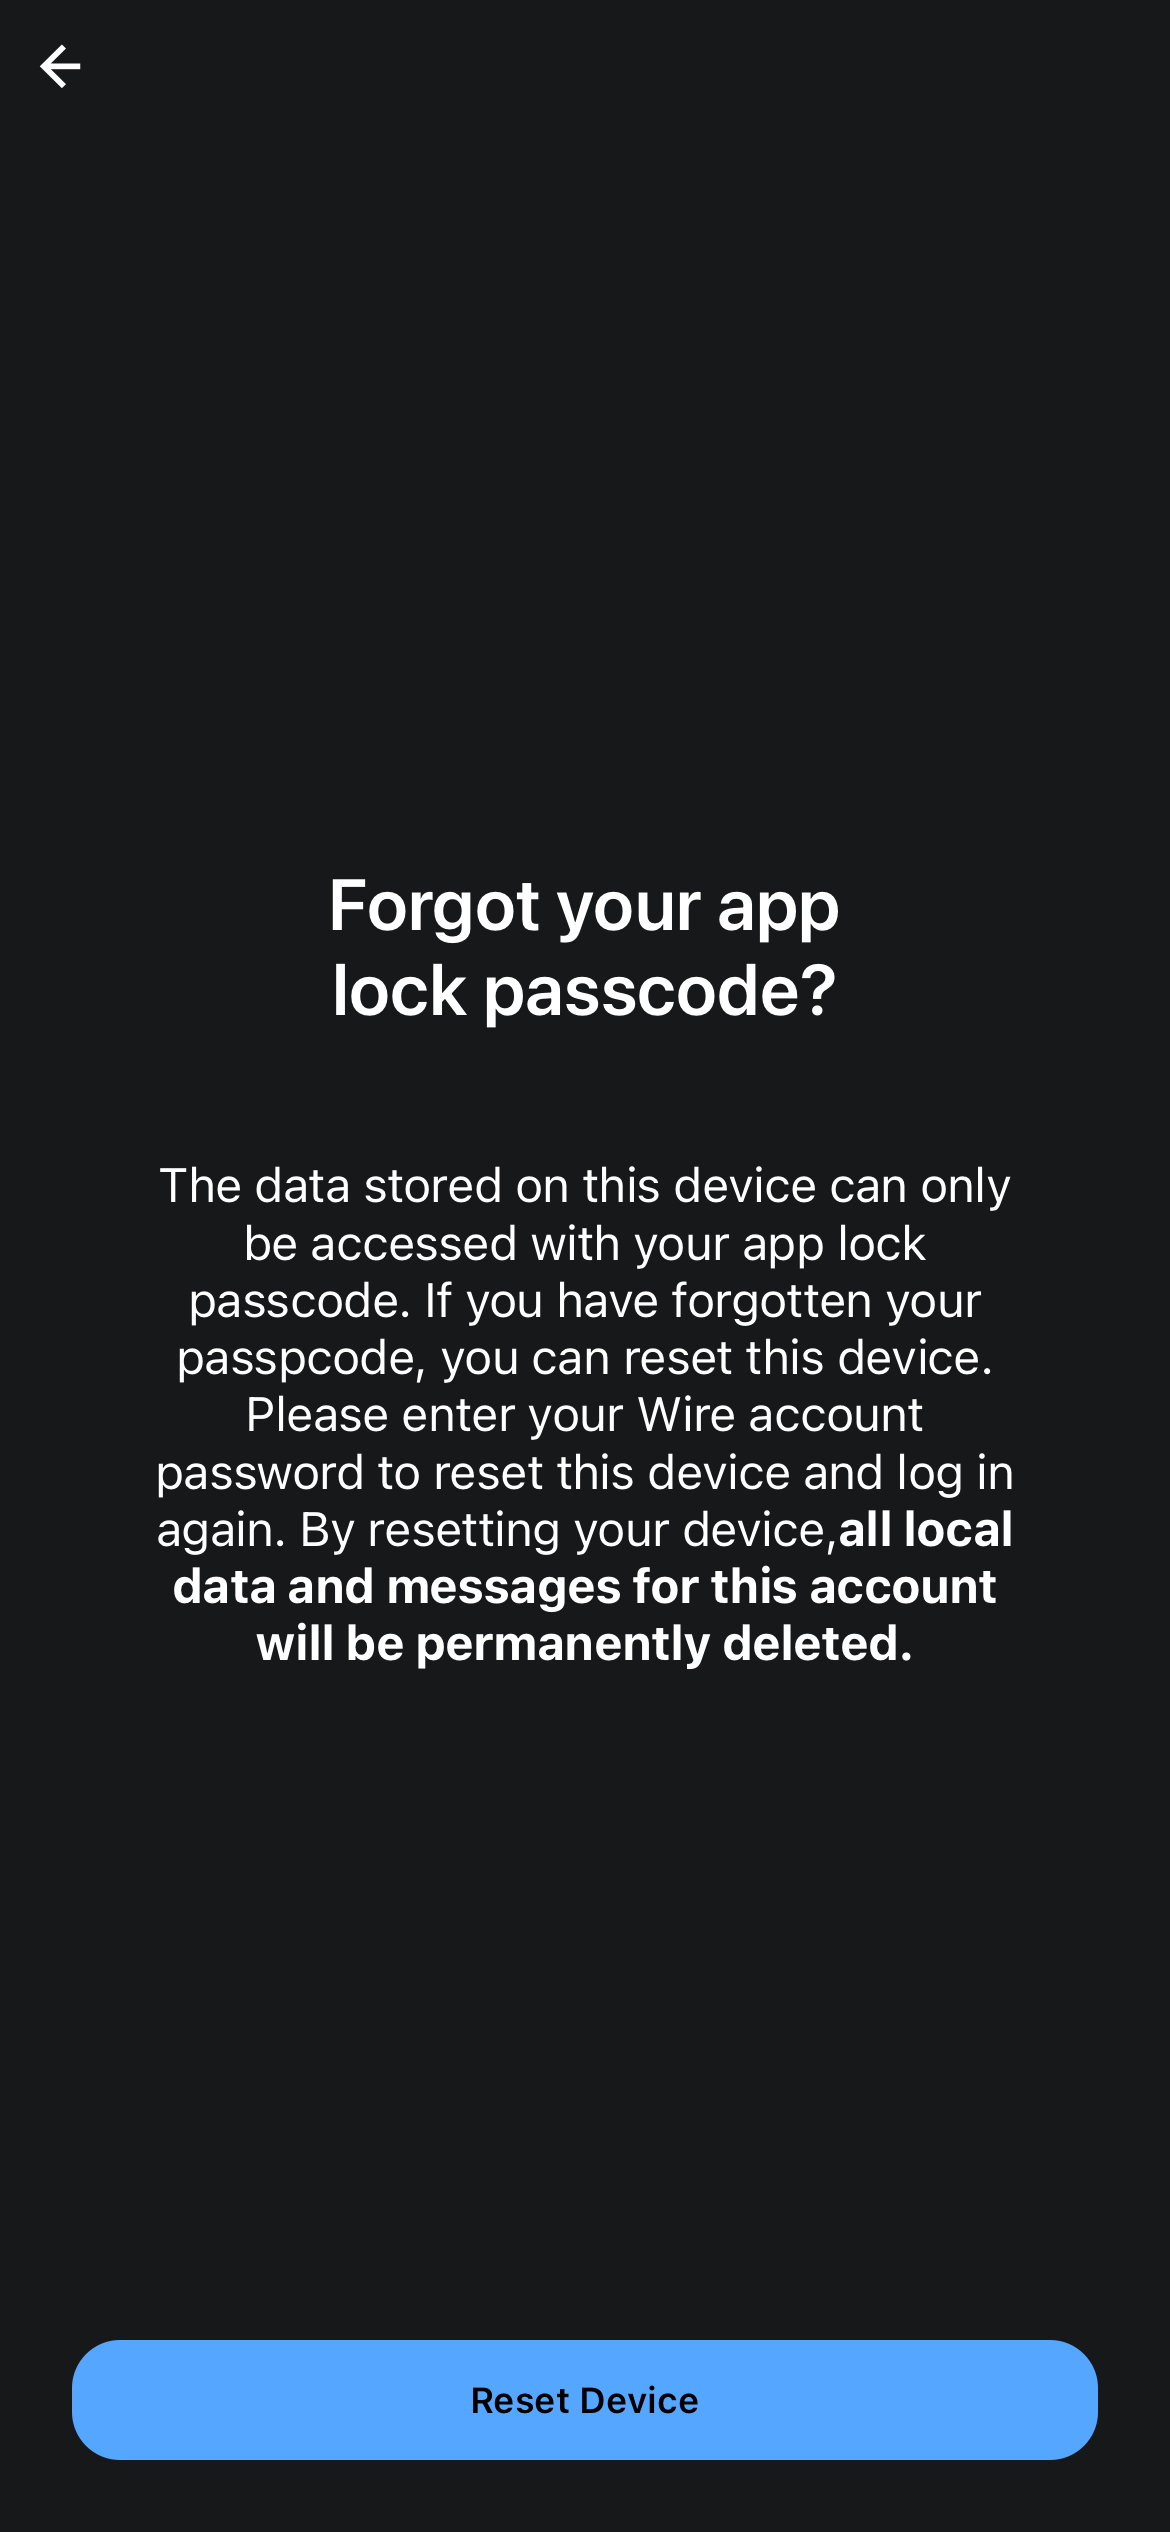 Forgot your app
lock passcode?
The data stored on this device can only
be accessed with your app lock
passcode. If you have forgotten your
passpcode, you can reset this device.
Please enter your Wire account
password to reset this device and log in
again. By resetting your device,all local
data and messages for this account
will be permanently deleted.
Reset Device